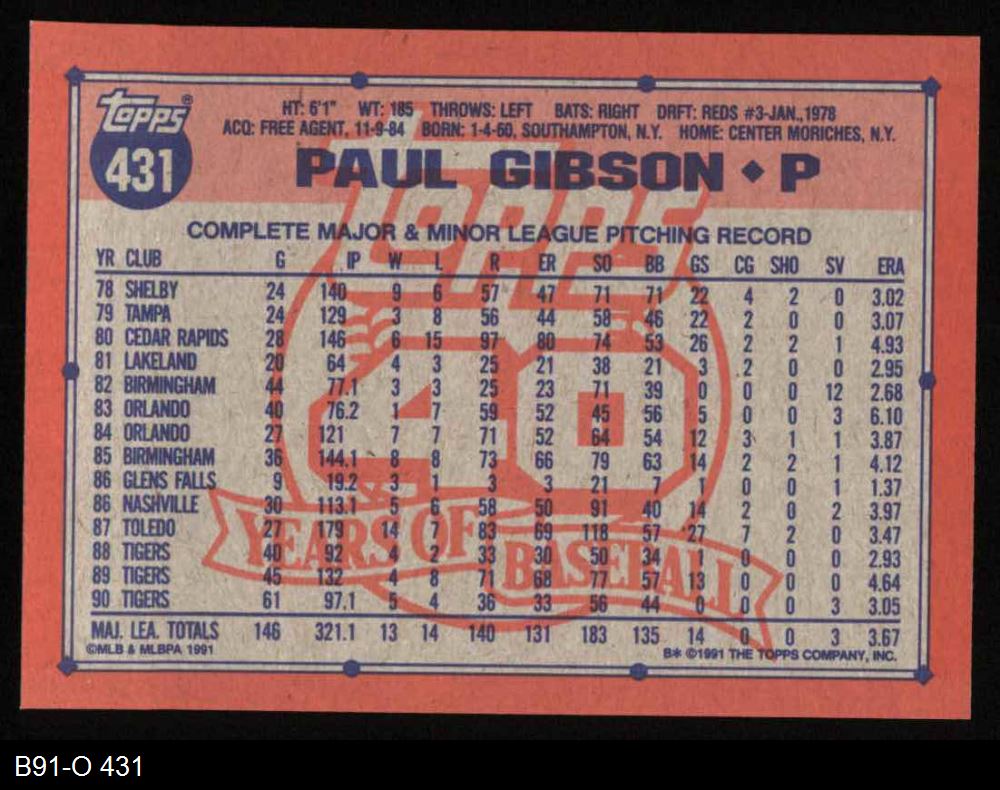 TOPPS®
431
HT: 6'1" WT: 185 THROWS: LEFT BATS: RIGHT DRFT: REDS #3-JAN., 1978
ACQ: FREE AGENT, 11-9-84 BORN: 1-4-60, SOUTHAMPTON, N.Y. HOME: CENTER MORICHES, N.Y.
PAUL GIBSON ◆ P
COMPLETE MAJOR & MINOR LEAGUE PITCHING RECORD
YR CLUB G IP W L R ER SO BB GS CG SHO SV ERA
78 SHELBY 24 140 9 6 57 47 71 71 22 4 2 0 3.02
79 TAMPA 24 129 3 8 56 44 58 46 22 2 0 0 3.07
80 CEDAR RAPIDS 28 146 6 15 97 80 74 53 26 2 2 1 4.93
81 LAKELAND 20 64 4 3 25 21 38 21 3 2 0 0 2.95
82 BIRMINGHAM 44 77.1 3 3 25 23 71 39 0 0 0 12 2.68
83 ORLANDO 40 76.2 1 7 59 52 45 56 5 0 0 3 6.10
84 ORLANDO 27 121 7 7 71 52 64 54 12 3 1 1 3.87
85 BIRMINGHAM 36 144.1 8 8 73 66 79 63 14 2 2 1 4.12
86 GLENS FALLS 9 19.2 3 1 3 3 21 7 1 0 0 1 1.37
86 NASHVILLE 30 113.1 5 6 58 50 91 40 14 2 0 2 3.97
87 TOLEDO 27 179 14 7 83 69 118 57 27 7 2 0 3.47
88 TIGERS 40 92 4 2 33 30 50 34 1 0 0 0 2.93
89 TIGERS 45 132 4 8 71 68 77 57 13 0 0 0 4.64
90 TIGERS 61 97.1 5 4 36 33 56 44 0 0 0 3 3.05
MAJ. LEA. TOTALS 146 321.1 13 14 140 131 183 135 14 0 0 3 3.67
©MLB & MLBPA 1991 B* ©1991 THE TOPPS COMPANY, INC.
TOPPS
40
YEARS OF BASEBALL
B91-O 431